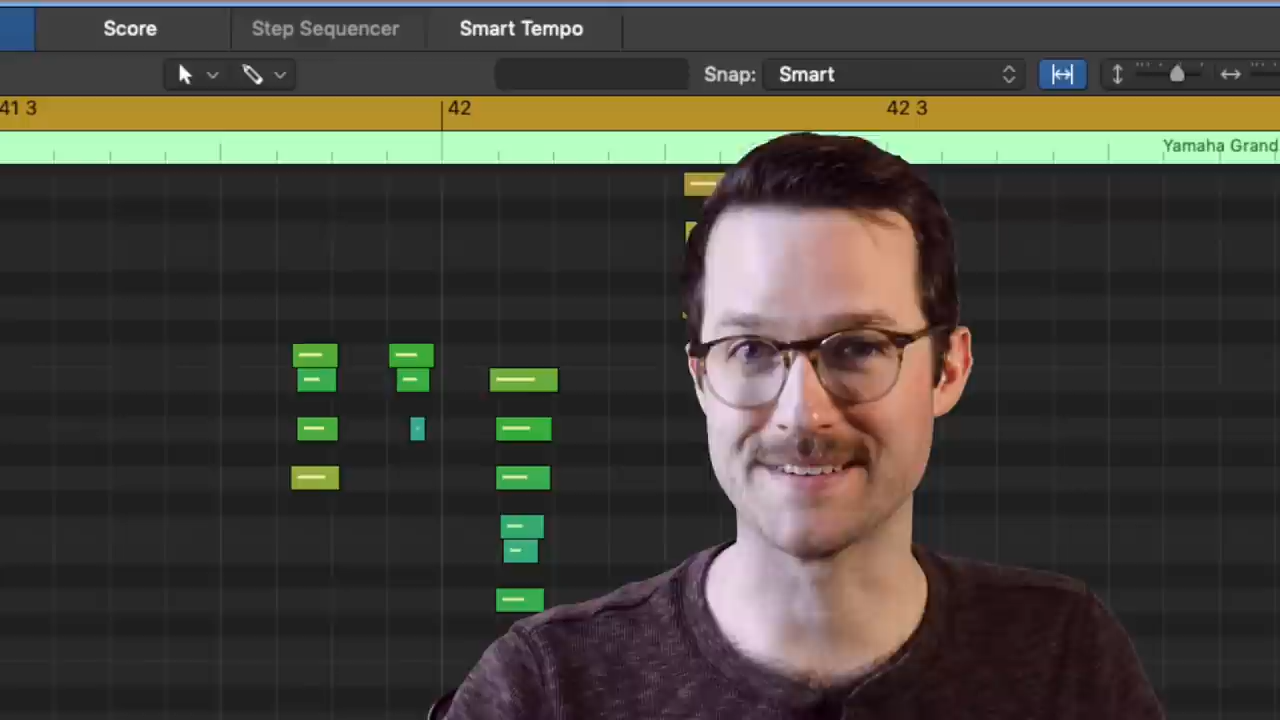 Score Step Sequencer Smart Tempo
Snap: Smart
41 3 42 42 3
Yamaha Grand